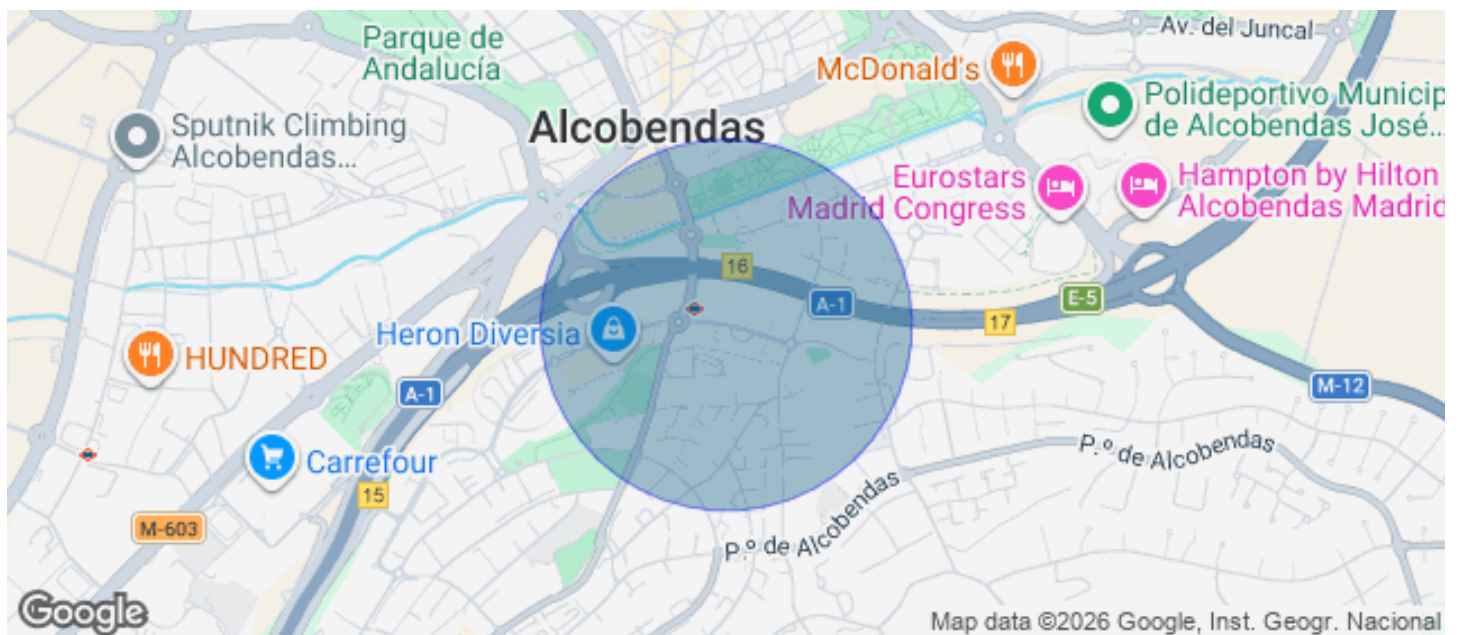 Av. del Juncal
Parque de
Andalucía
McDonald's
Polideportivo Municip
de Alcobendas José...
Sputnik Climbing
Alcobendas...
Alcobendas
Eurostars
Madrid Congress
Hampton by Hilton
Alcobendas Madrid
16
A-1
E-5
17
Heron Diversia
HUNDRED
A-1
M-12
P.º de Alcobendas
Carrefour
15
M-603
P.º de Alcobendas
Google
Map data ©2026 Google, Inst. Geogr. Nacional